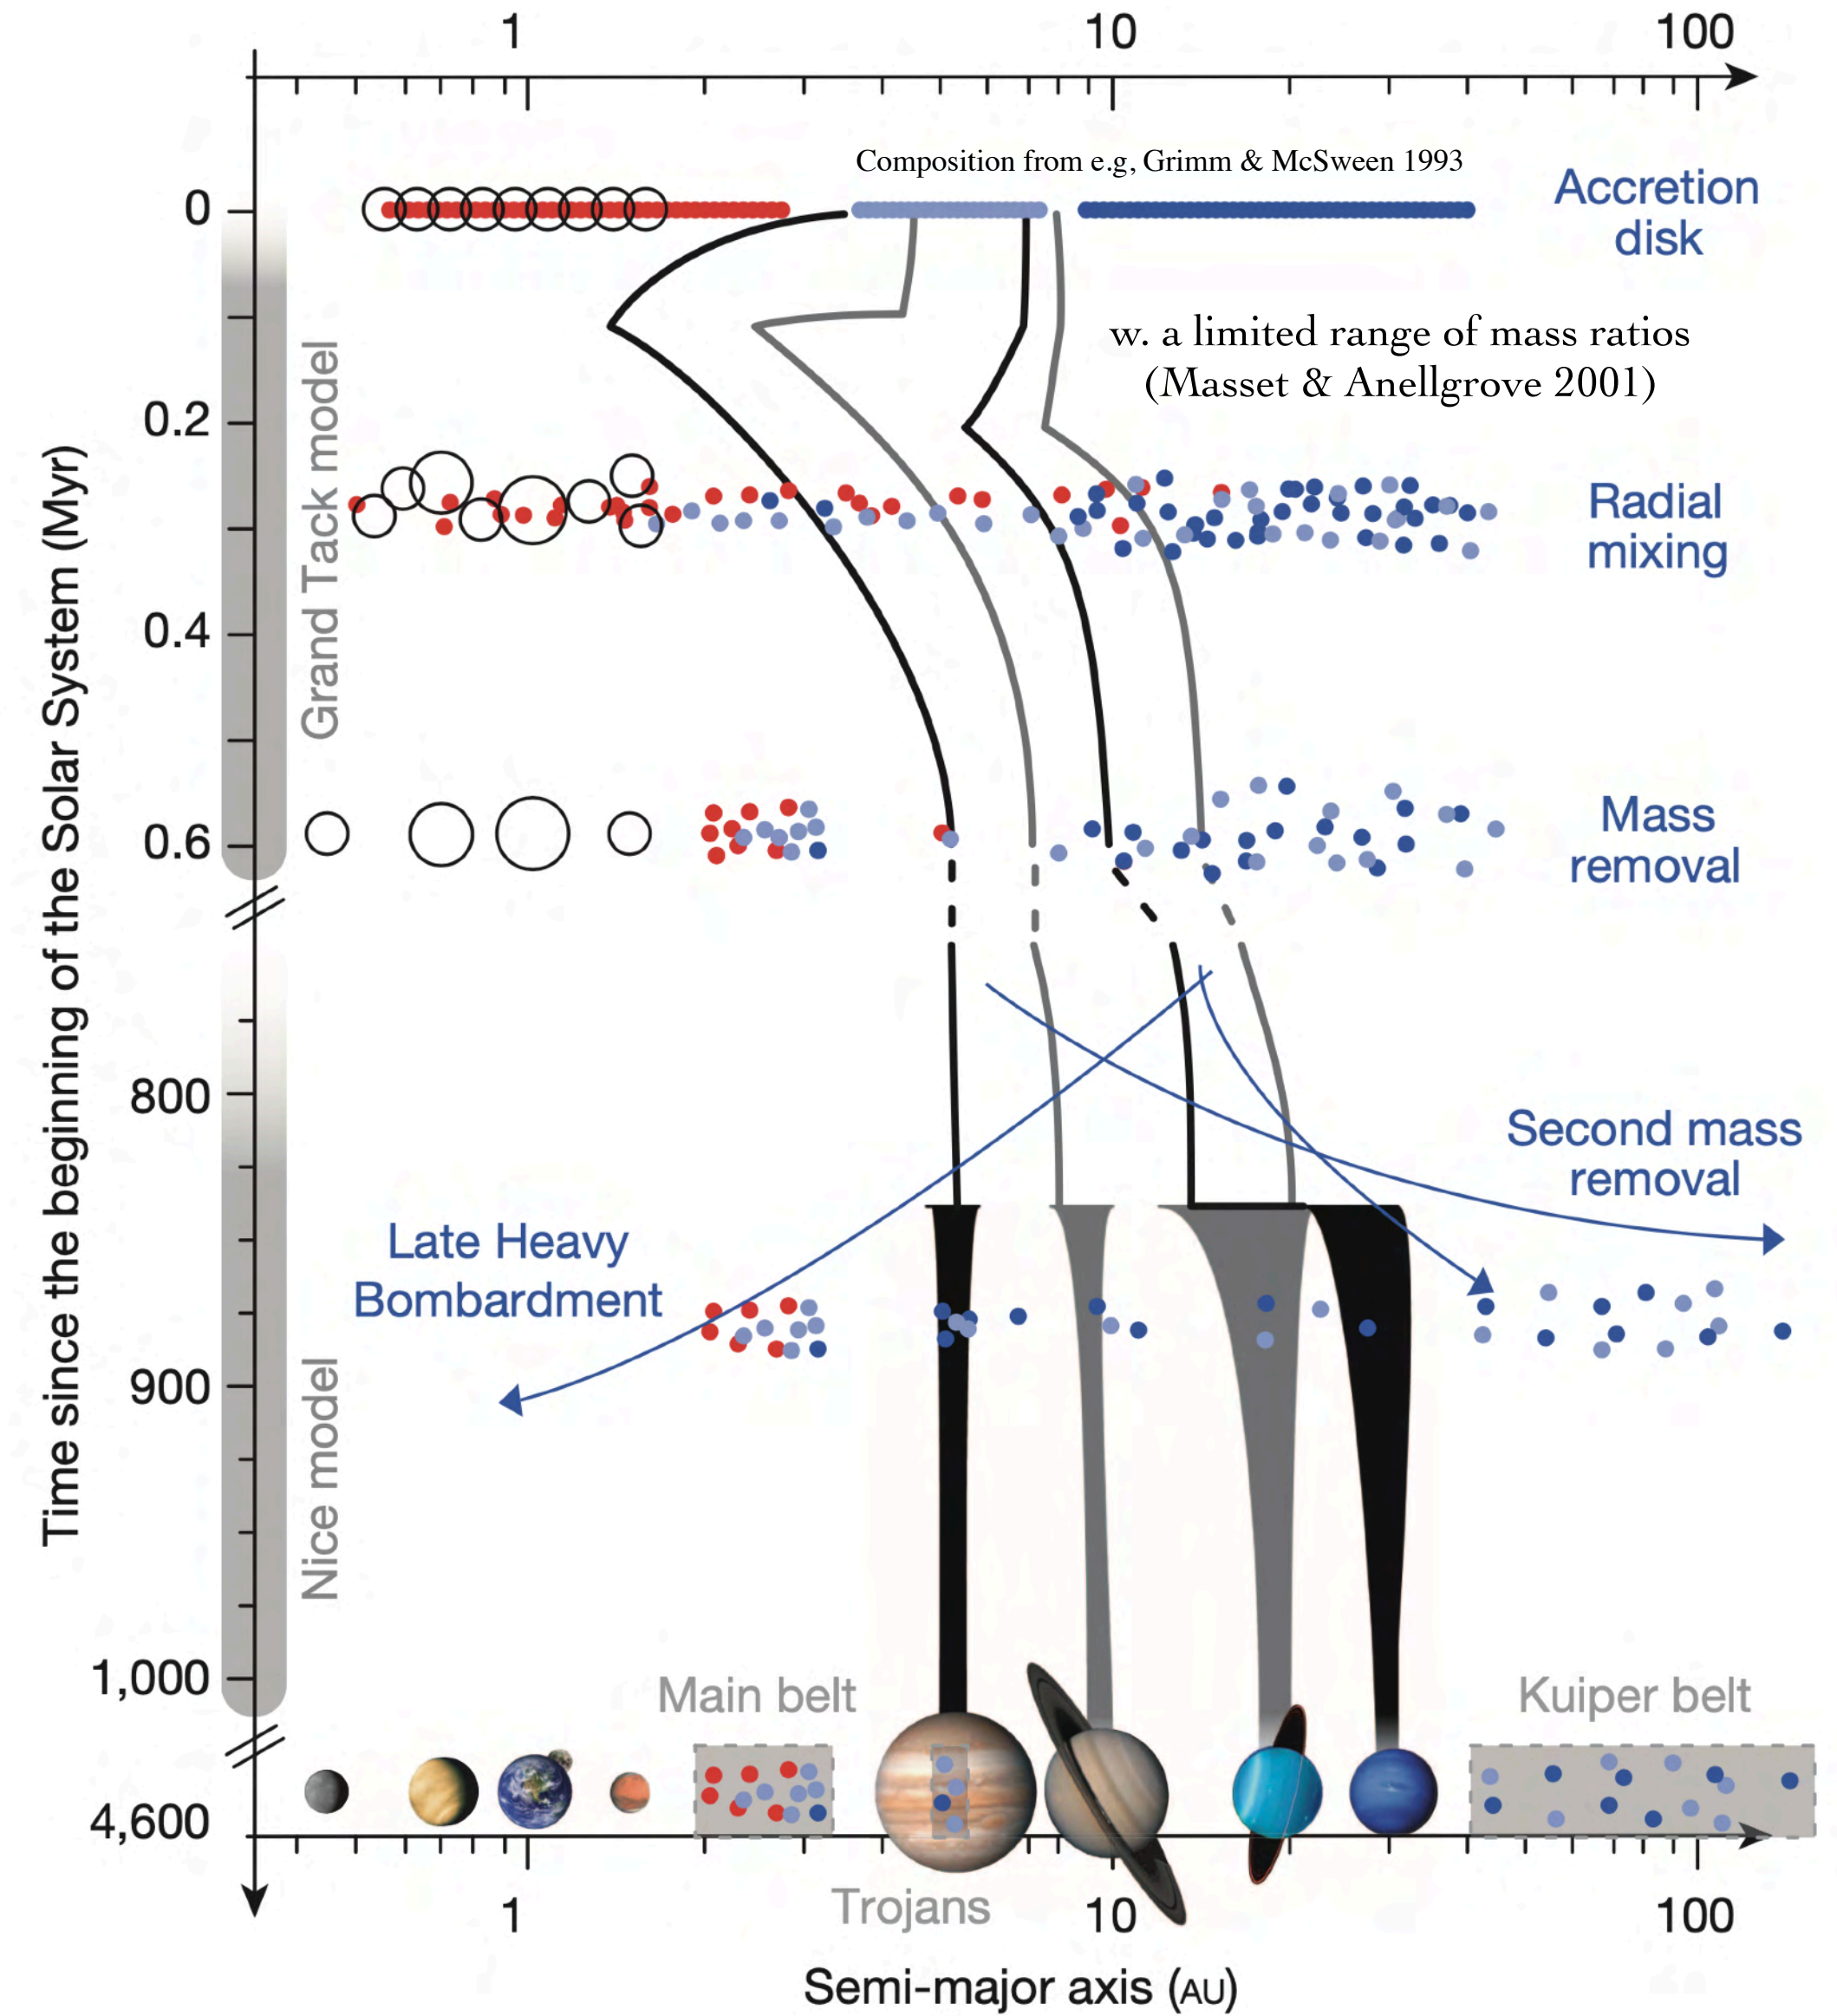 1 10 100
Composition from e.g, Grimm & McSween 1993
0
Accretion
disk
w. a limited range of mass ratios
(Masset & Anellgrove 2001)
0.2
Grand Tack model
Radial
mixing
0.4
Time since the beginning of the Solar System (Myr)
0.6
Mass
removal
800
Second mass
removal
Late Heavy
Bombardment
900
Nice model
1,000
Main belt
Kuiper belt
4,600
Trojans
1 10 100
Semi-major axis (AU)